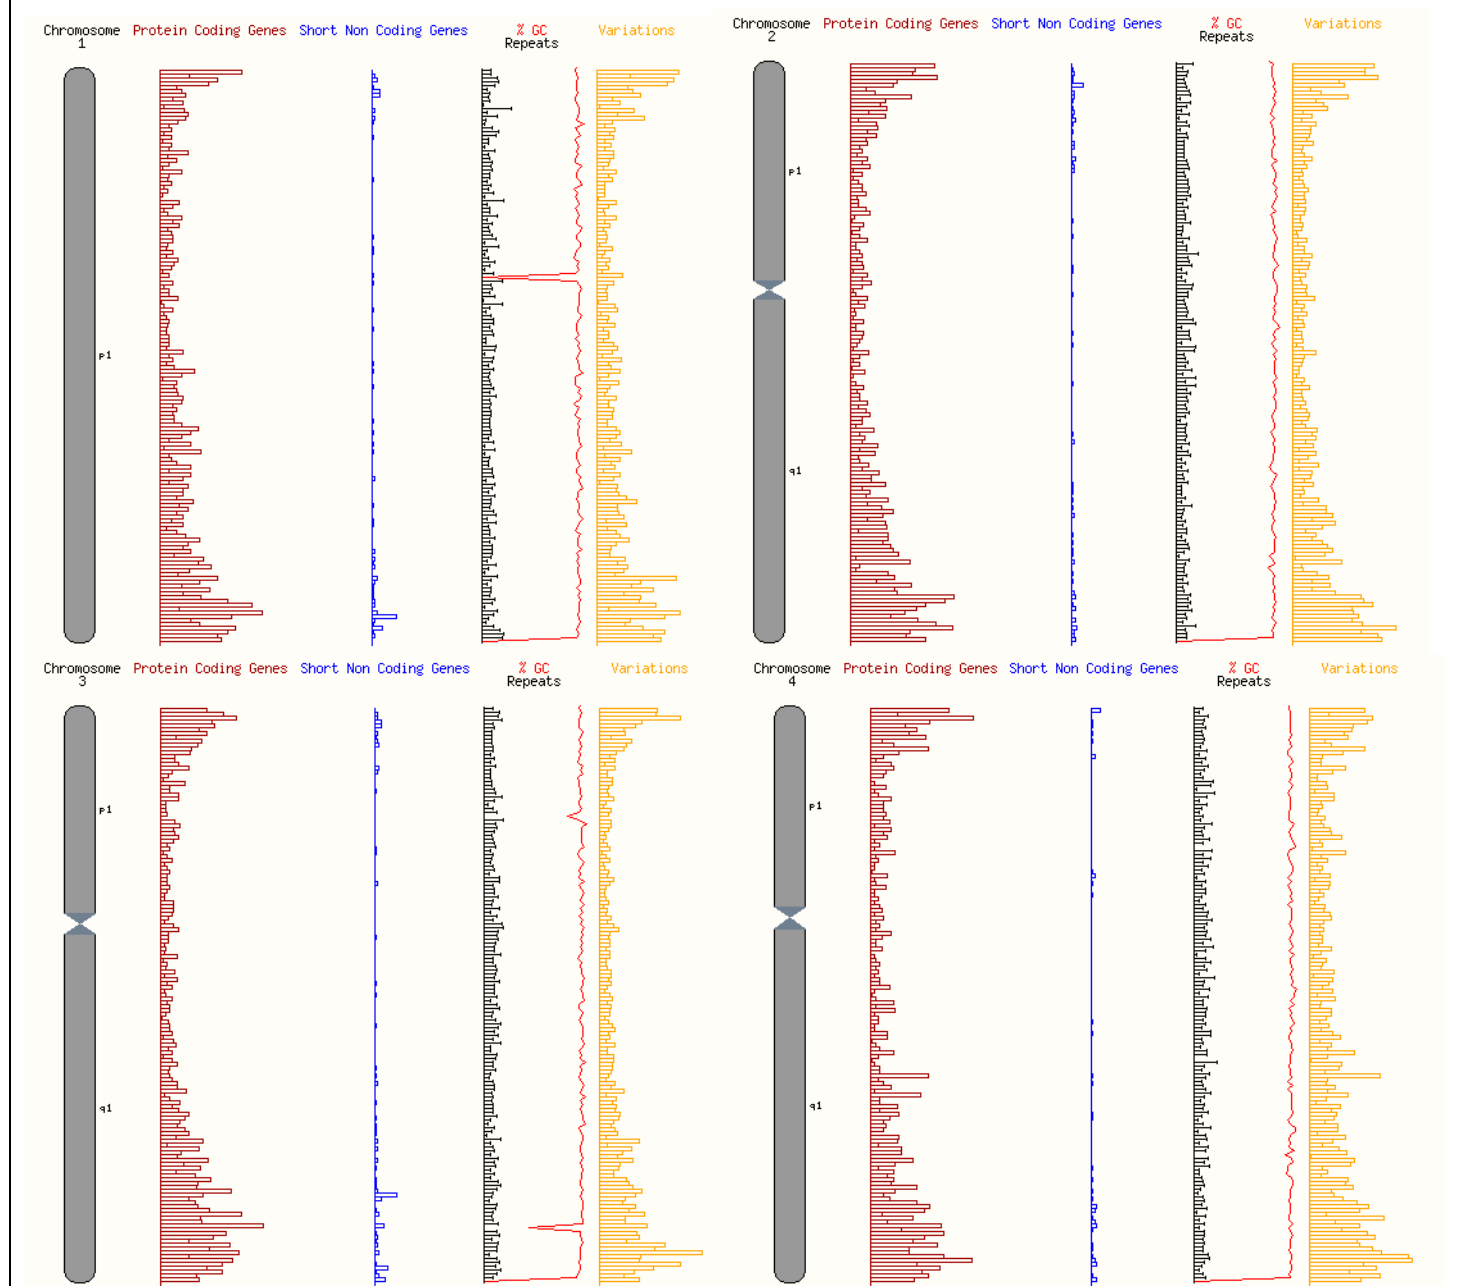 Chromosome Protein Coding Genes Short Non Coding Genes % GC Variations
1 Repeats
p1
Chromosome Protein Coding Genes Short Non Coding Genes % GC Variations
2 Repeats
p1
q1
Chromosome Protein Coding Genes Short Non Coding Genes % GC Variations
3 Repeats
p1
q1
Chromosome Protein Coding Genes Short Non Coding Genes % GC Variations
4 Repeats
p1
q1